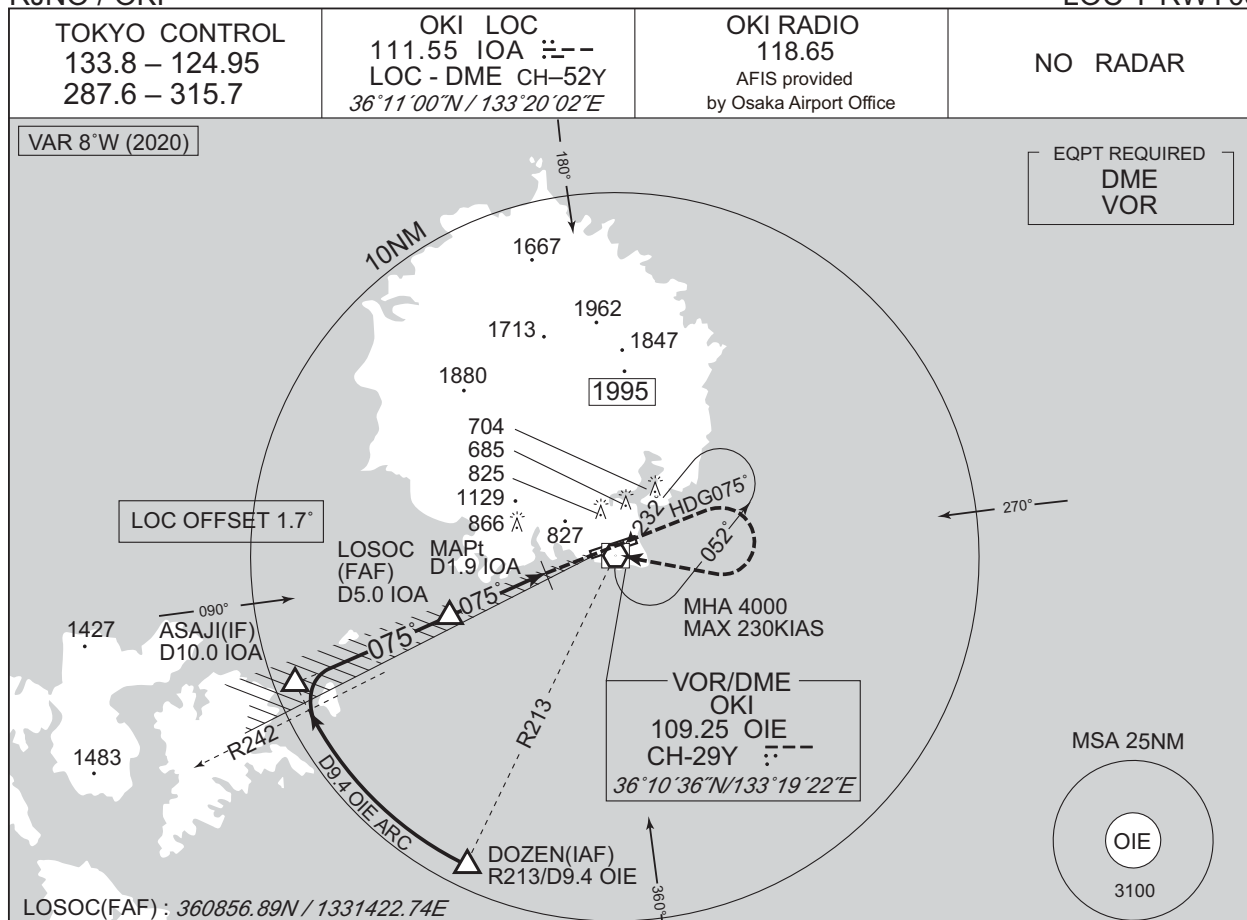 TOKYO CONTROL
133.8 – 124.95
287.6 – 315.7
OKI LOC
111.55 IOA
LOC - DME CH–52Y
36°11′00″N / 133°20′02″E
OKI RADIO
118.65
AFIS provided
by Osaka Airport Office
NO RADAR
VAR 8°W (2020)
EQPT REQUIRED
DME
VOR
180°
10NM
1667
1962
1713
1847
1880
1995
704
685
825
1129
866
827
LOC OFFSET 1.7°
232°
HDG075°
052°
270°
LOSOC
(FAF)
D5.0 IOA
MAPt
D1.9 IOA
075°
075°
MHA 4000
MAX 230KIAS
090°
ASAJI(IF)
D10.0 IOA
1427
1483
R242
R213
D9.4 OIE ARC
VOR/DME
OKI
109.25 OIE
CH-29Y
36°10′36″N/133°19′22″E
MSA 25NM
OIE
3100
DOZEN(IAF)
R213/D9.4 OIE
360°
LOSOC(FAF) : 360856.89N / 1331422.74E